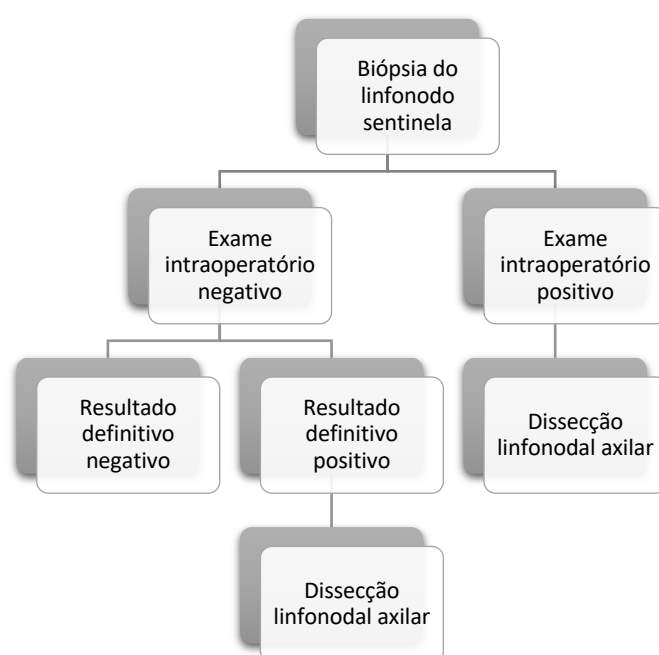 Biópsia do
linfonodo
sentinela
Exame
intraoperatório
negativo
Exame
intraoperatório
positivo
Resultado
definitivo
negativo
Resultado
definitivo
positivo
Dissecção
linfonodal axilar
Dissecção
linfonodal axilar